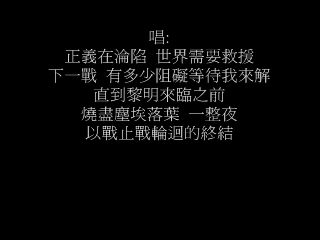 唱:
正義在淪陷 世界需要救援
下一戰 有多少阻礙等待我來解
直到黎明來臨之前
燒盡塵埃落葉 一整夜
以戰止戰輪迴的終結